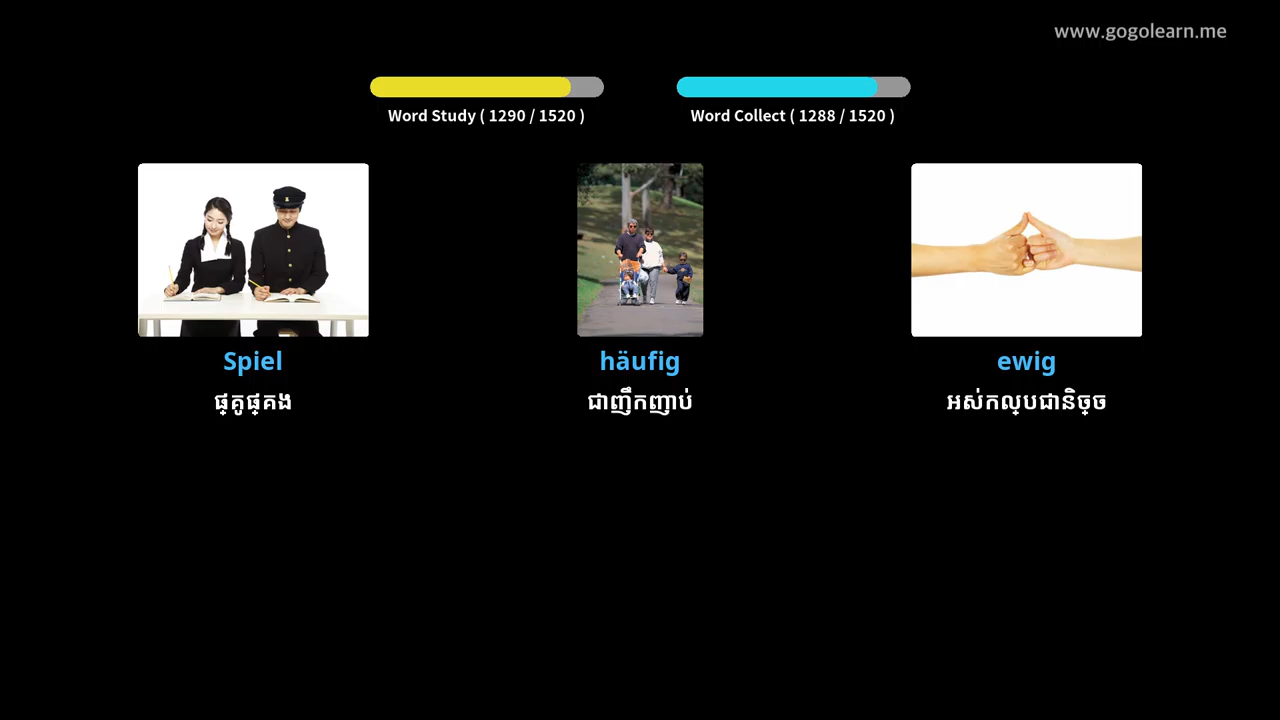 www.gogolearn.me
Word Study ( 1290 / 1520 )
Word Collect ( 1288 / 1520 )
Spiel
häufig
ewig
ផ្គូផ្គង
ជាញឹកញាប់
អស់កល្បជានិច្ច